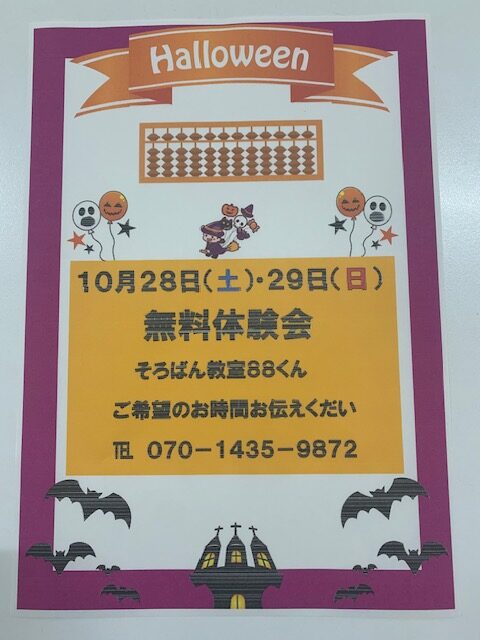 Halloween
10月28日(土)・29日(日)
無料体験会
そろばん教室88くん
ご希望のお時間お伝えくだい
℡ 070－1435－9872